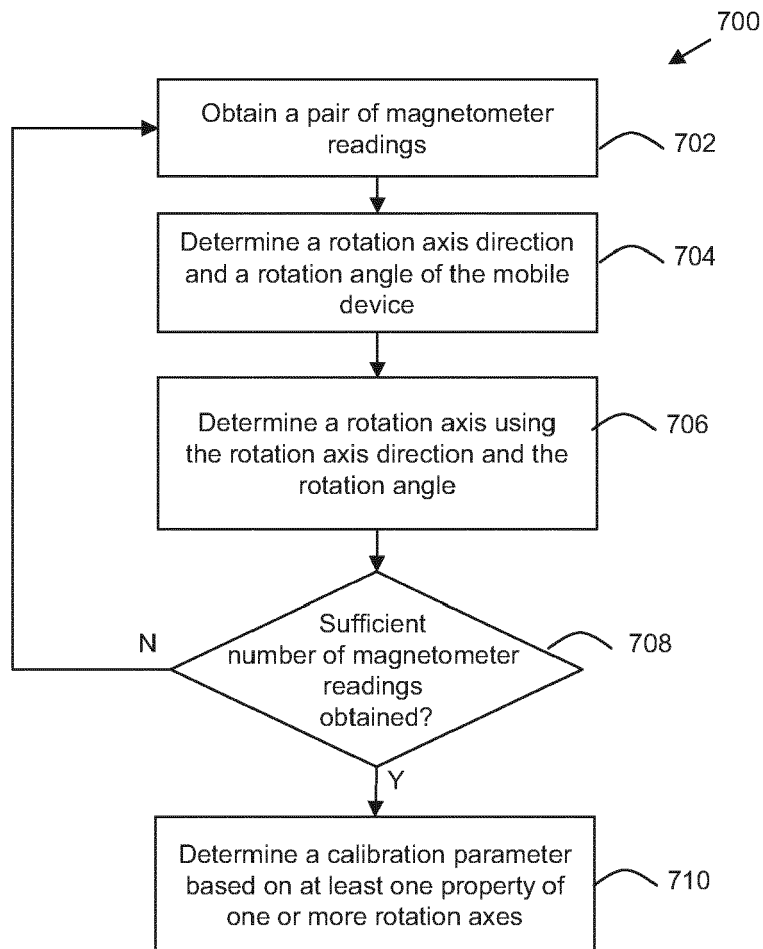 700
Obtain a pair of magnetometer
readings
702
Determine a rotation axis direction
and a rotation angle of the mobile
device
704
Determine a rotation axis using
the rotation axis direction and the
rotation angle
706
Sufficient
number of magnetometer
readings
obtained?
708
N
Y
Determine a calibration parameter
based on at least one property of
one or more rotation axes
710